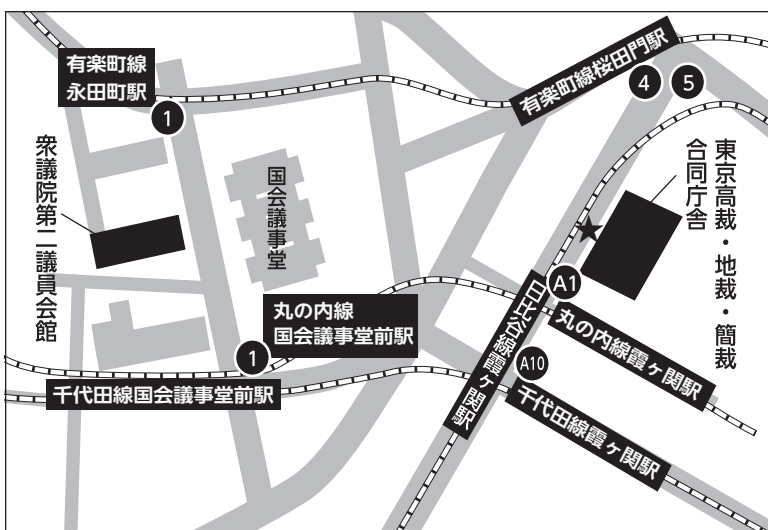 有楽町線
永田町駅
1
有楽町線桜田門駅
4
5
衆議院第二議員会館
国会議事堂
東京高裁・地裁・簡裁
合同庁舎
A1
丸の内線
国会議事堂前駅
1
日比谷線霞ヶ関駅
丸の内線霞ヶ関駅
A10
千代田線国会議事堂前駅
千代田線霞ヶ関駅